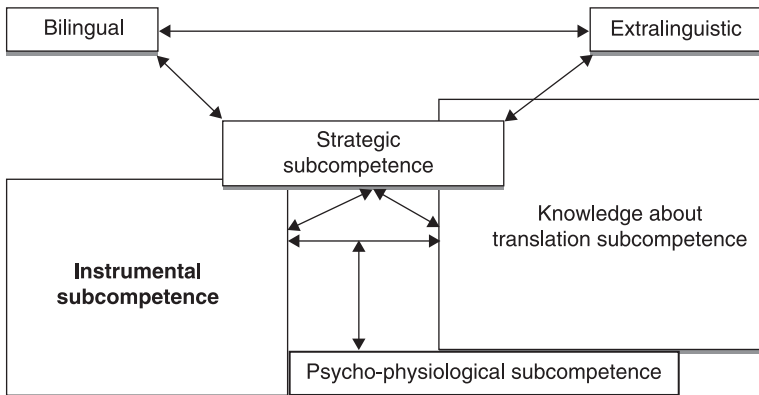 Bilingual
Extralinguistic
Strategic
subcompetence
Knowledge about
translation subcompetence
Instrumental
subcompetence
Psycho-physiological subcompetence